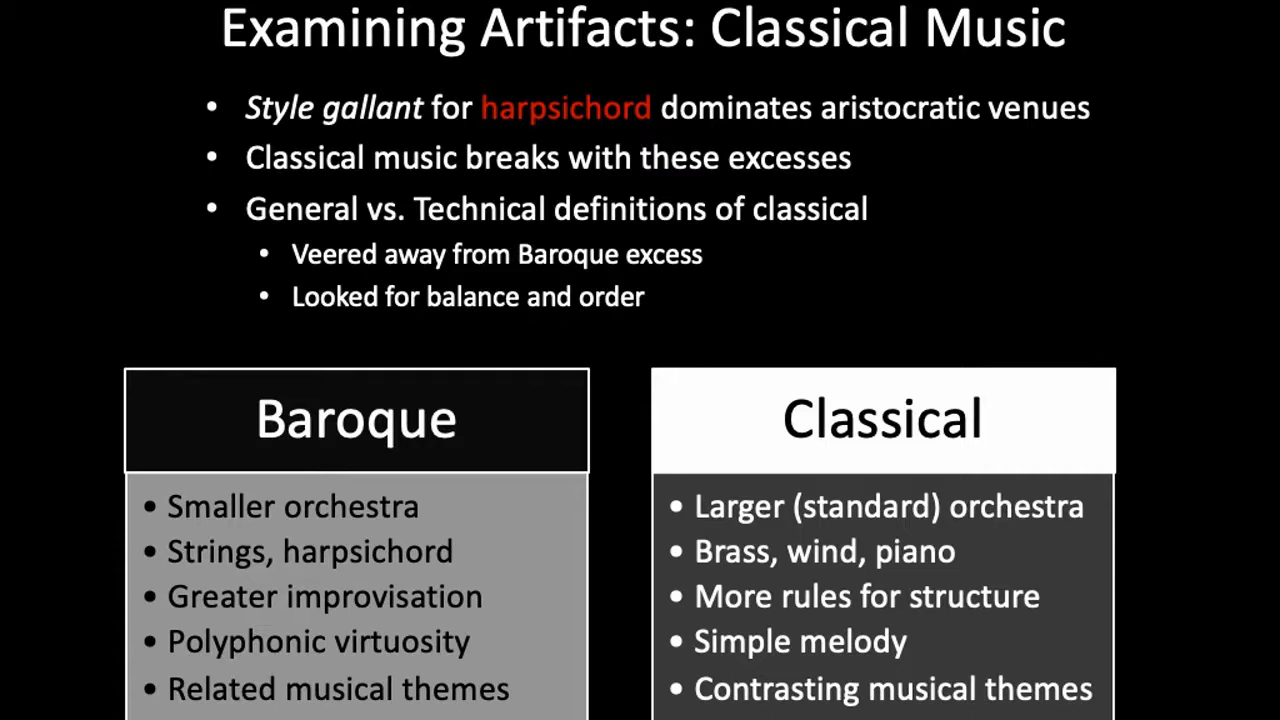 Examining Artifacts: Classical Music
• Style gallant for harpsichord dominates aristocratic venues
• Classical music breaks with these excesses
• General vs. Technical definitions of classical
• Veered away from Baroque excess
• Looked for balance and order
Baroque
• Smaller orchestra
• Strings, harpsichord
• Greater improvisation
• Polyphonic virtuosity
• Related musical themes
Classical
• Larger (standard) orchestra
• Brass, wind, piano
• More rules for structure
• Simple melody
• Contrasting musical themes